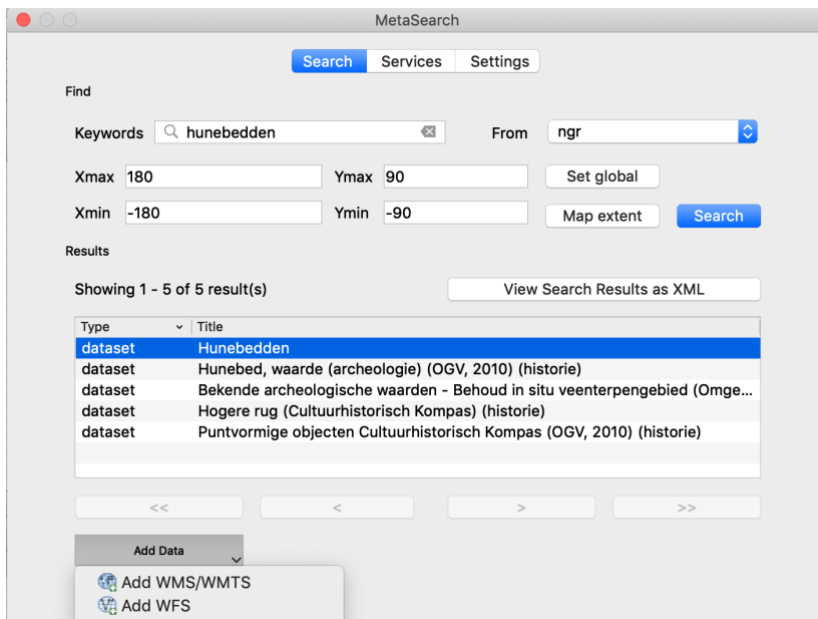 MetaSearch
Search Services Settings
Find
Keywords hunebedden From ngr
Xmax 180 Ymax 90 Set global
Xmin -180 Ymin -90 Map extent Search
Results
Showing 1 - 5 of 5 result(s) View Search Results as XML
Type Title
dataset Hunebedden
dataset Hunebed, waarde (archeologie) (OGV, 2010) (historie)
dataset Bekende archeologische waarden - Behoud in situ veenterpengebied (Omge...
dataset Hogere rug (Cultuurhistorisch Kompas) (historie)
dataset Puntvormige objecten Cultuurhistorisch Kompas (OGV, 2010) (historie)
<< < > >>
Add Data
Add WMS/WMTS
Add WFS